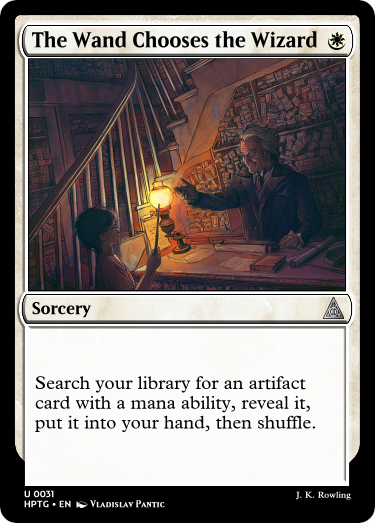 The Wand Chooses the Wizard
Sorcery
Search your library for an artifact
card with a mana ability, reveal it,
put it into your hand, then shuffle.
U 0031
HPTG • EN Vladislav Pantic
J. K. Rowling